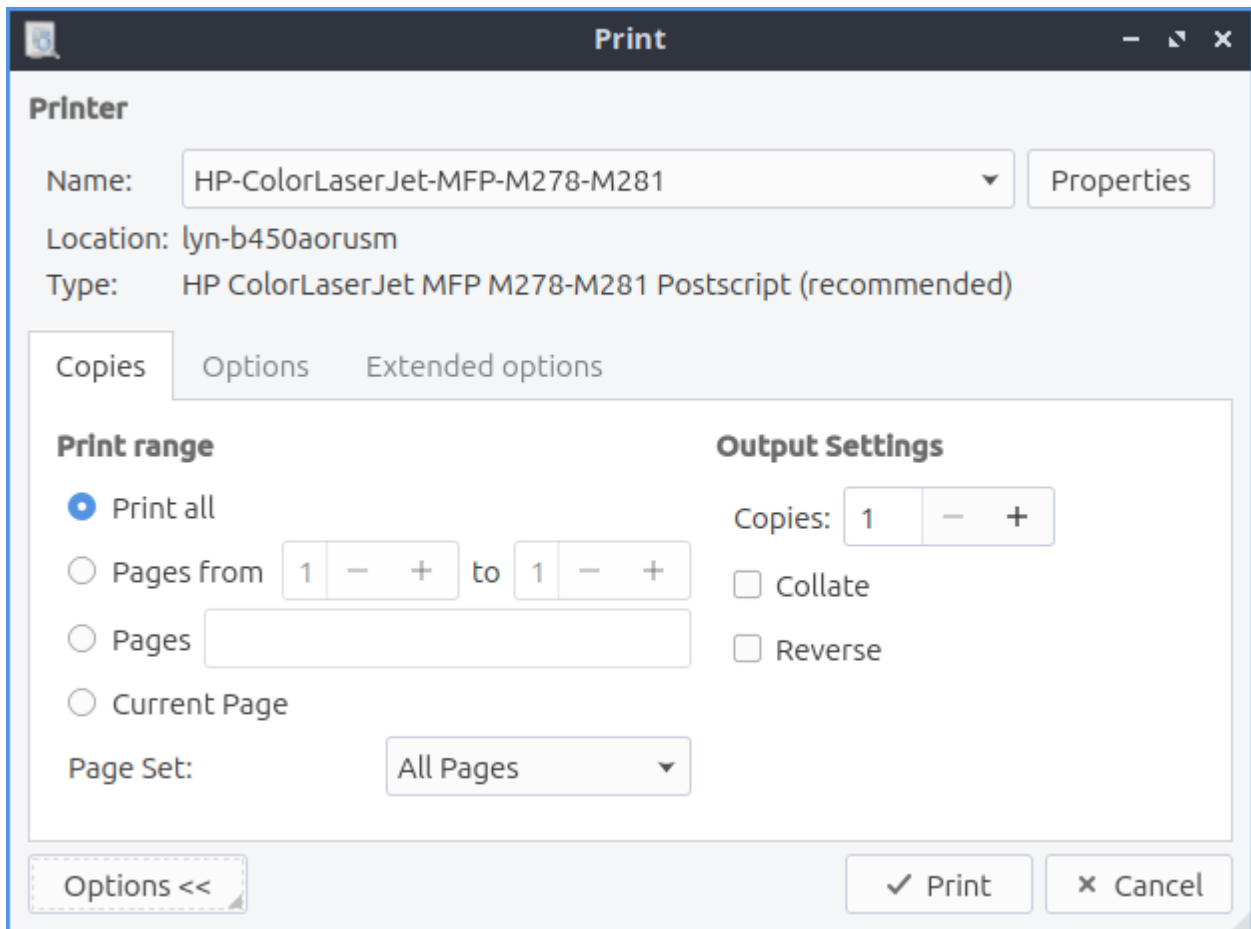 Print
Printer
Name: HP-ColorLaserJet-MFP-M278-M281 Properties
Location: lyn-b450aorusm
Type: HP ColorLaserJet MFP M278-M281 Postscript (recommended)
Copies Options Extended options
Print range Output Settings
Print all
Copies: 1 − +
Pages from 1 − + to 1 − +
Collate
Pages
Reverse
Current Page
Page Set: All Pages
Options << Print Cancel